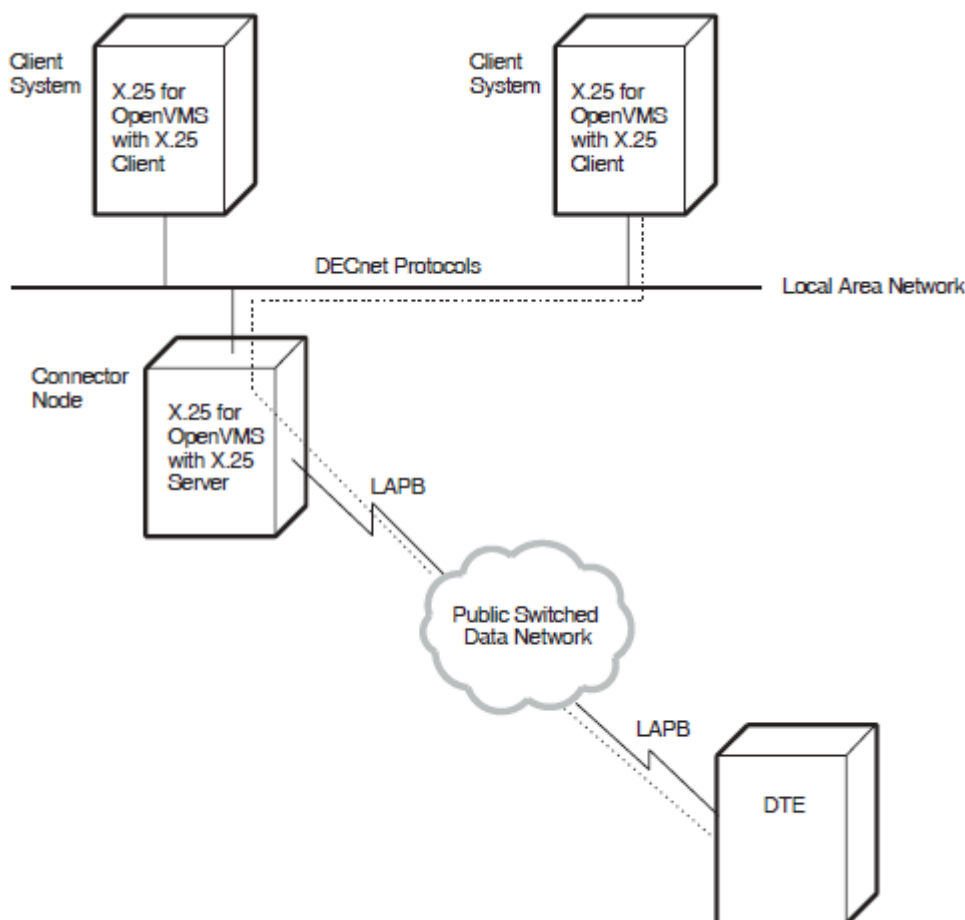 Client
System
X.25 for
OpenVMS
with X.25
Client
Client
System
X.25 for
OpenVMS
with X.25
Client
DECnet Protocols
Local Area Network
Connector
Node
X.25 for
OpenVMS
with X.25
Server
LAPB
Public Switched
Data Network
LAPB
DTE